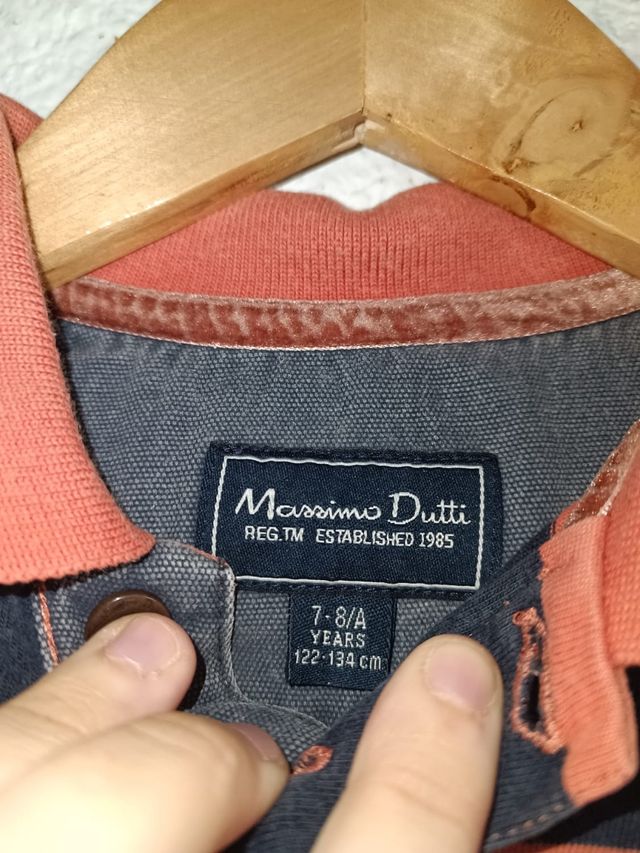 Massimo Dutti
REG.TM ESTABLISHED 1985
7-8/A
YEARS
122-134 cm